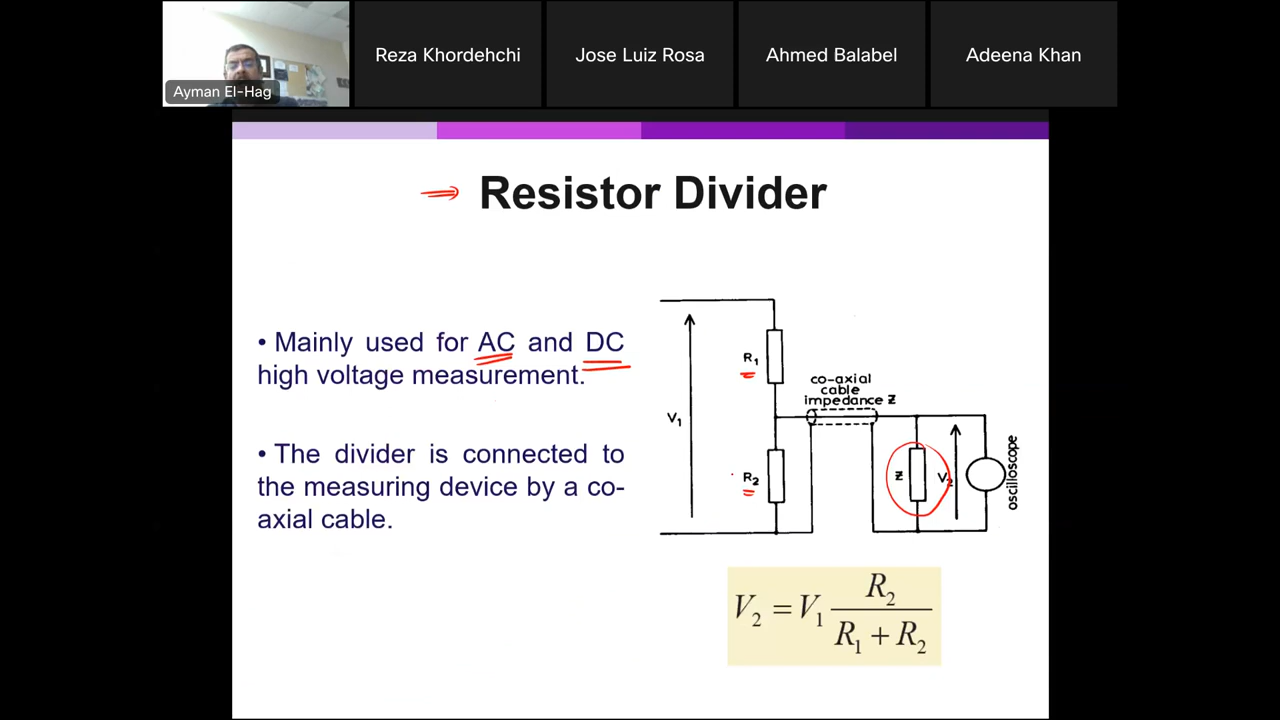 Ayman El-Hag
Reza Khordehchi
Jose Luiz Rosa
Ahmed Balabel
Adeena Khan
Resistor Divider
• Mainly used for AC and DC
high voltage measurement.
• The divider is connected to
the measuring device by a co-
axial cable.
V1
R1
R2
co-axial
cable
impedance Z
Z
V2
oscilloscope
V2 = V1 R2 / (R1 + R2)